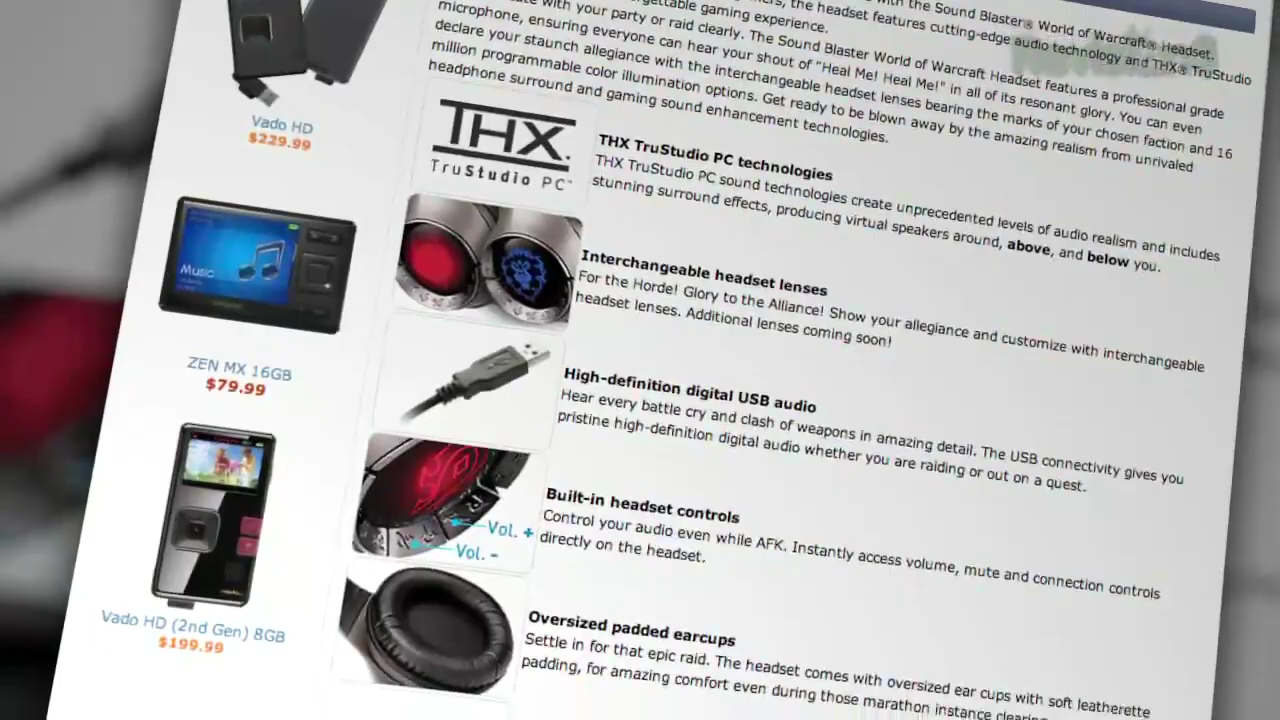 with the Sound Blaster® World of Warcraft® Headset.
the headset features cutting-edge audio technology and THX® TruStudio
gaming experience.
with your party or raid clearly. The Sound Blaster World of Warcraft Headset features a professional grade
microphone, ensuring everyone can hear your shout of "Heal Me! Heal Me!" in all of its resonant glory. You can even
declare your staunch allegiance with the interchangeable headset lenses bearing the marks of your chosen faction and 16
million programmable color illumination options. Get ready to be blown away by the amazing realism from unrivaled
headphone surround and gaming sound enhancement technologies.
Vado HD
$229.99
THX
TruStudio PC™
THX TruStudio PC technologies
THX TruStudio PC sound technologies create unprecedented levels of audio realism and includes
stunning surround effects, producing virtual speakers around, above, and below you.
Music
ZEN MX 16GB
$79.99
Interchangeable headset lenses
For the Horde! Glory to the Alliance! Show your allegiance and customize with interchangeable
headset lenses. Additional lenses coming soon!
High-definition digital USB audio
Hear every battle cry and clash of weapons in amazing detail. The USB connectivity gives you
pristine high-definition digital audio whether you are raiding or out on a quest.
Vol. +
Vol. -
Built-in headset controls
Control your audio even while AFK. Instantly access volume, mute and connection controls
directly on the headset.
Vado HD (2nd Gen) 8GB
$199.99
Oversized padded earcups
Settle in for that epic raid. The headset comes with oversized ear cups with soft leatherette
padding, for amazing comfort even during those marathon instance